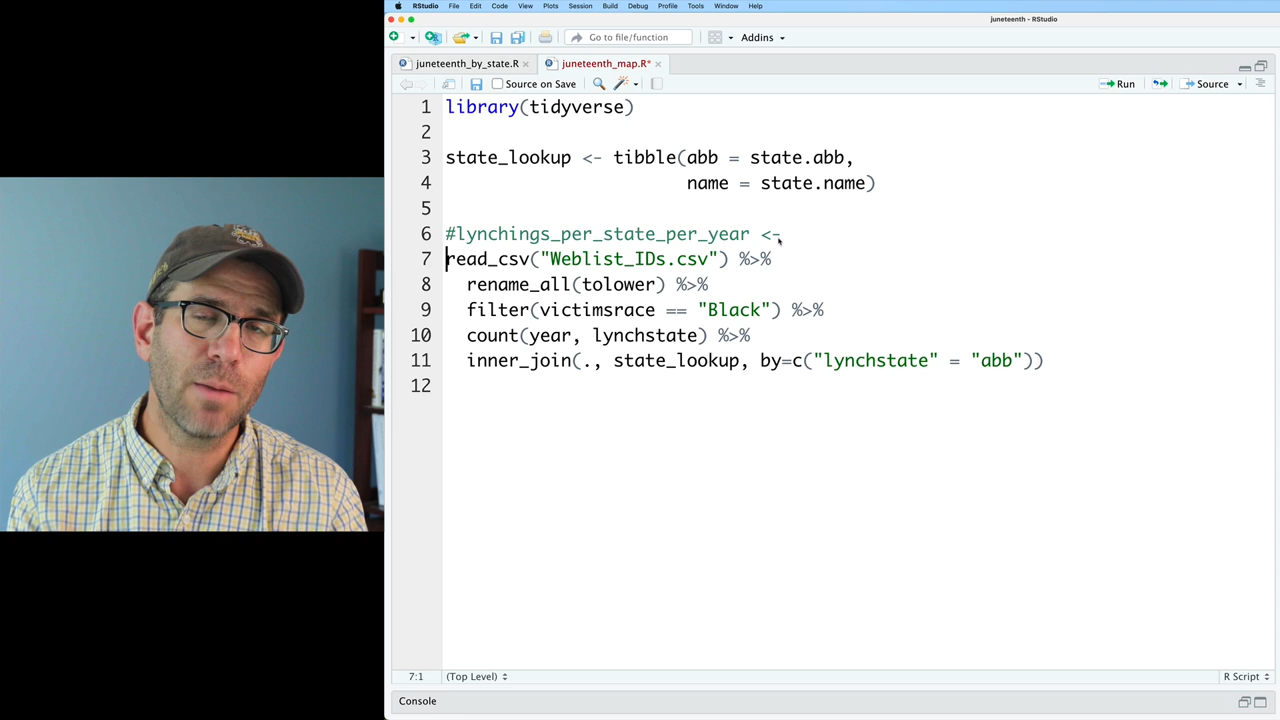 RStudio File Edit Code View Plots Session Build Debug Profile Tools Window Help
juneteenth - RStudio
Go to file/function Addins
juneteenth_by_state.R juneteenth_map.R*
Source on Save Run Source
1 library(tidyverse)
2
3 state_lookup <- tibble(abb = state.abb,
4 name = state.name)
5
6 #lynchings_per_state_per_year <-
7 read_csv("Weblist_IDs.csv") %>%
8 rename_all(tolower) %>%
9 filter(victimsrace == "Black") %>%
10 count(year, lynchstate) %>%
11 inner_join(., state_lookup, by=c("lynchstate" = "abb"))
12
7:1 (Top Level) R Script
Console